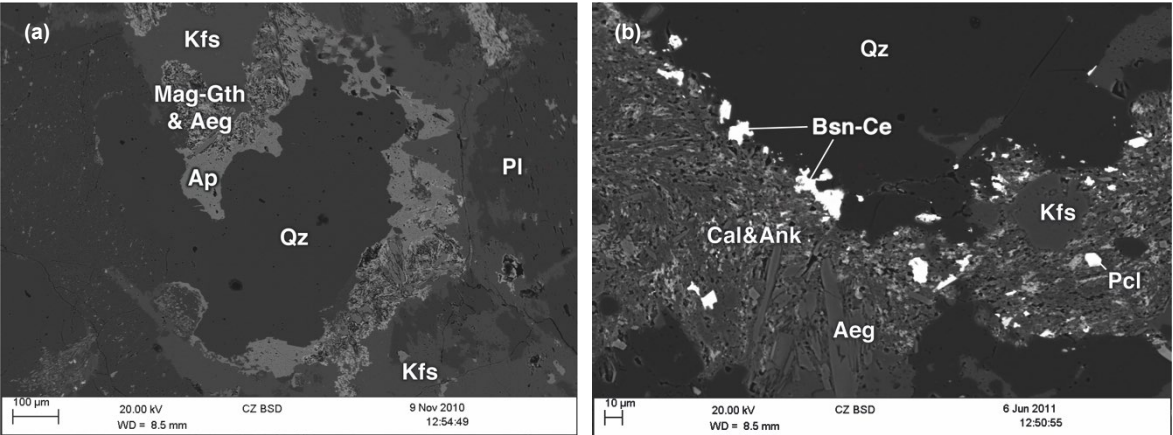 (a)
Kfs
Mag-Gth
& Aeg
Ap
Pl
Qz
Kfs
100 µm
20.00 kV CZ BSD 9 Nov 2010
WD = 8.5 mm 12:54:49
(b)
Qz
Bsn-Ce
Kfs
Cal&Ank
Pcl
Aeg
10 µm
20.00 kV CZ BSD 6 Jun 2011
WD = 8.5 mm 12:50:55